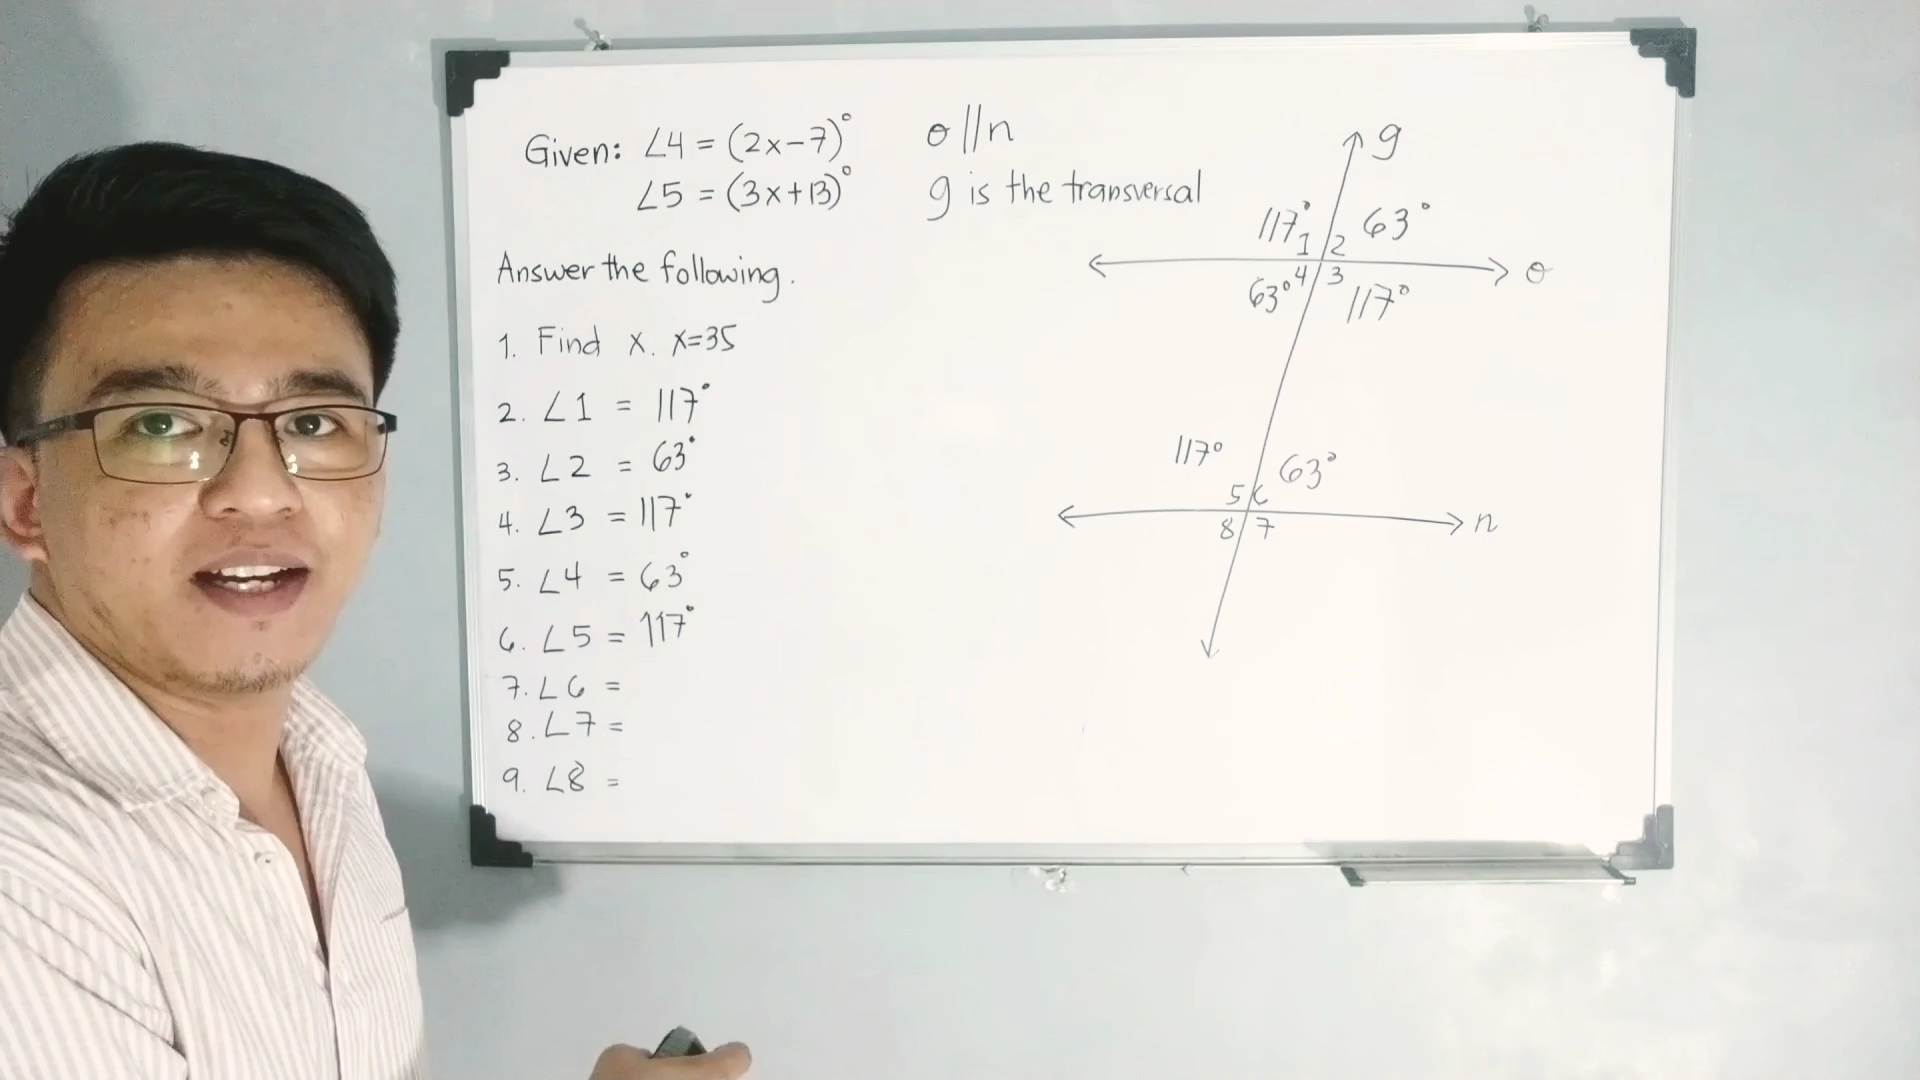 Given: ∠4 = (2x-7)°
∠5 = (3x+13)°
o // n
g is the transversal
Answer the following.
1. Find x. x=35
2. ∠1 = 117°
3. ∠2 = 63°
4. ∠3 = 117°
5. ∠4 = 63°
6. ∠5 = 117°
7. ∠6 =
8. ∠7 =
9. ∠8 =
g
117° 1 2 63°
o
63° 4 3 117°
117° 63°
5 6
n
8 7